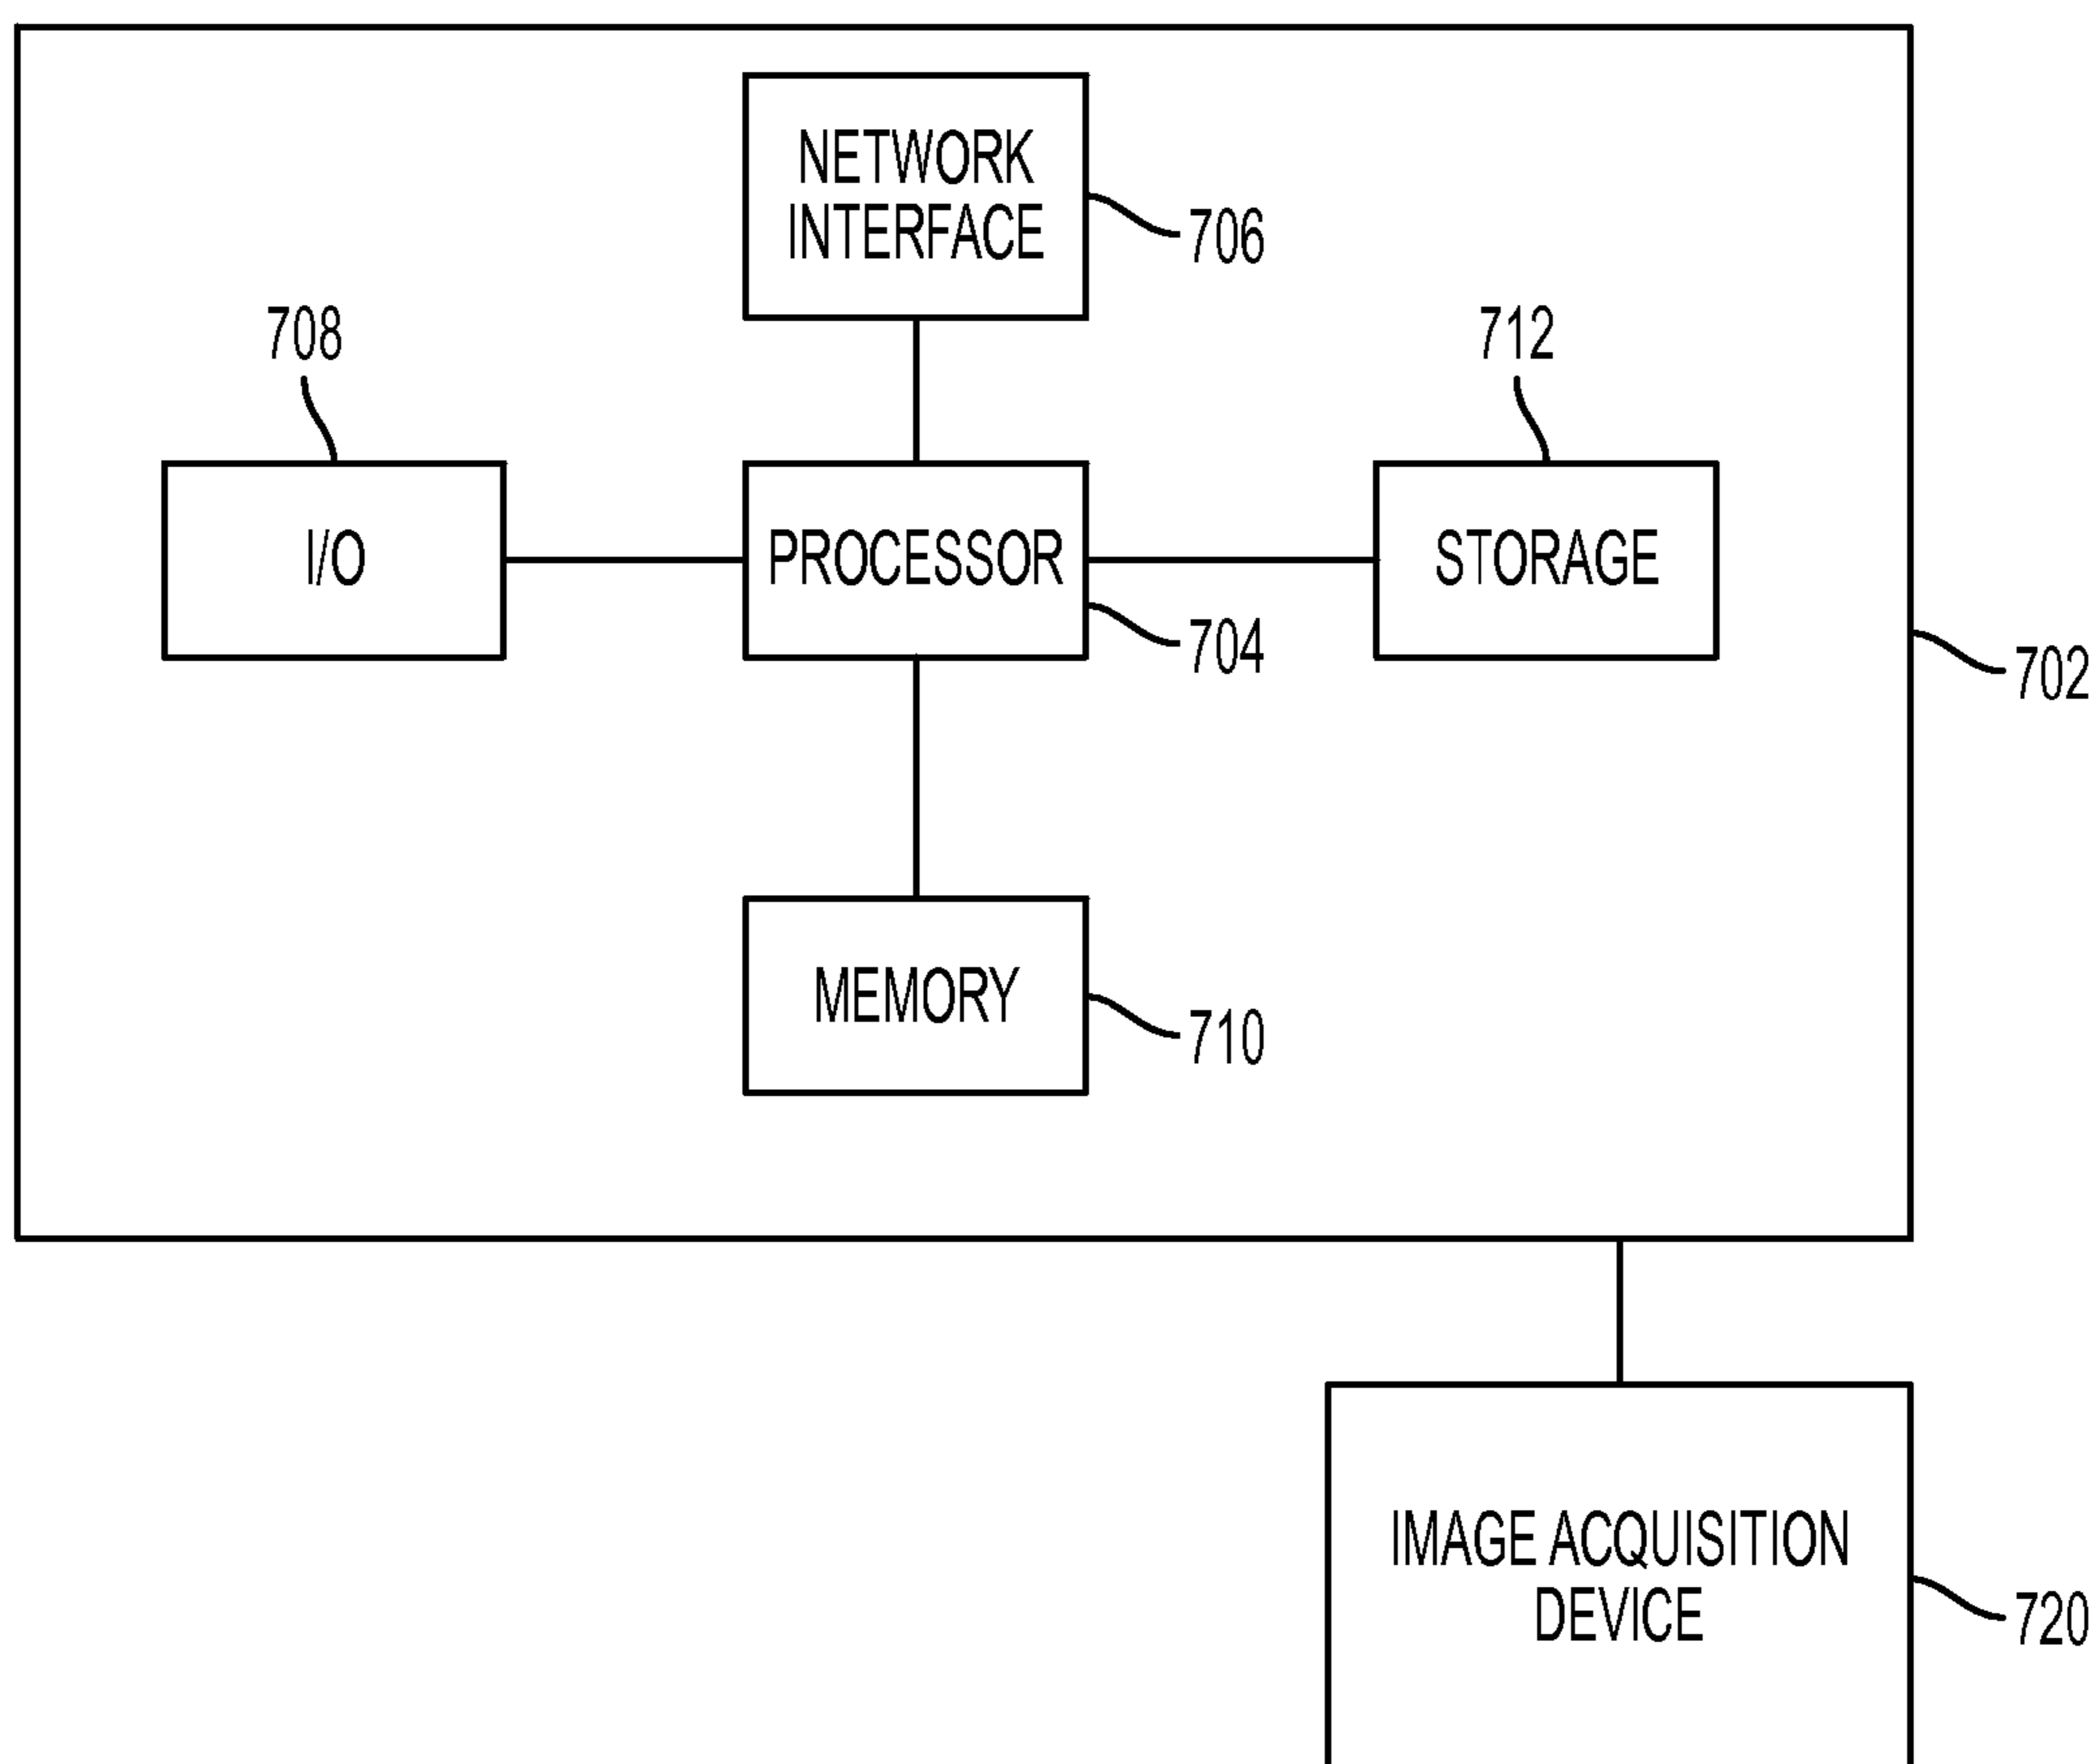 NETWORK
INTERFACE
706
708
712
I/O
PROCESSOR
STORAGE
704
702
MEMORY
710
IMAGE ACQUISITION
DEVICE
720